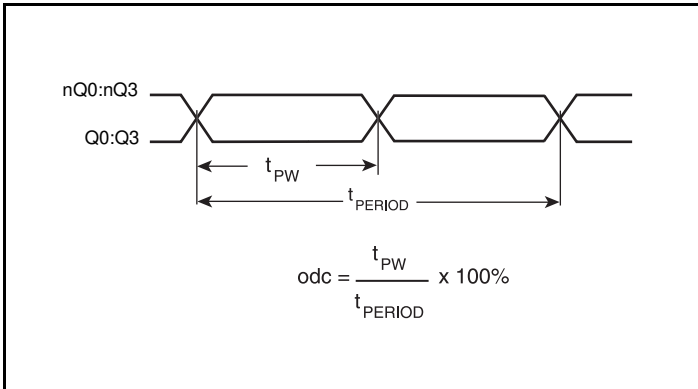 nQ0:nQ3
Q0:Q3
tPW
tPERIOD
odc = tPW / tPERIOD x 100%